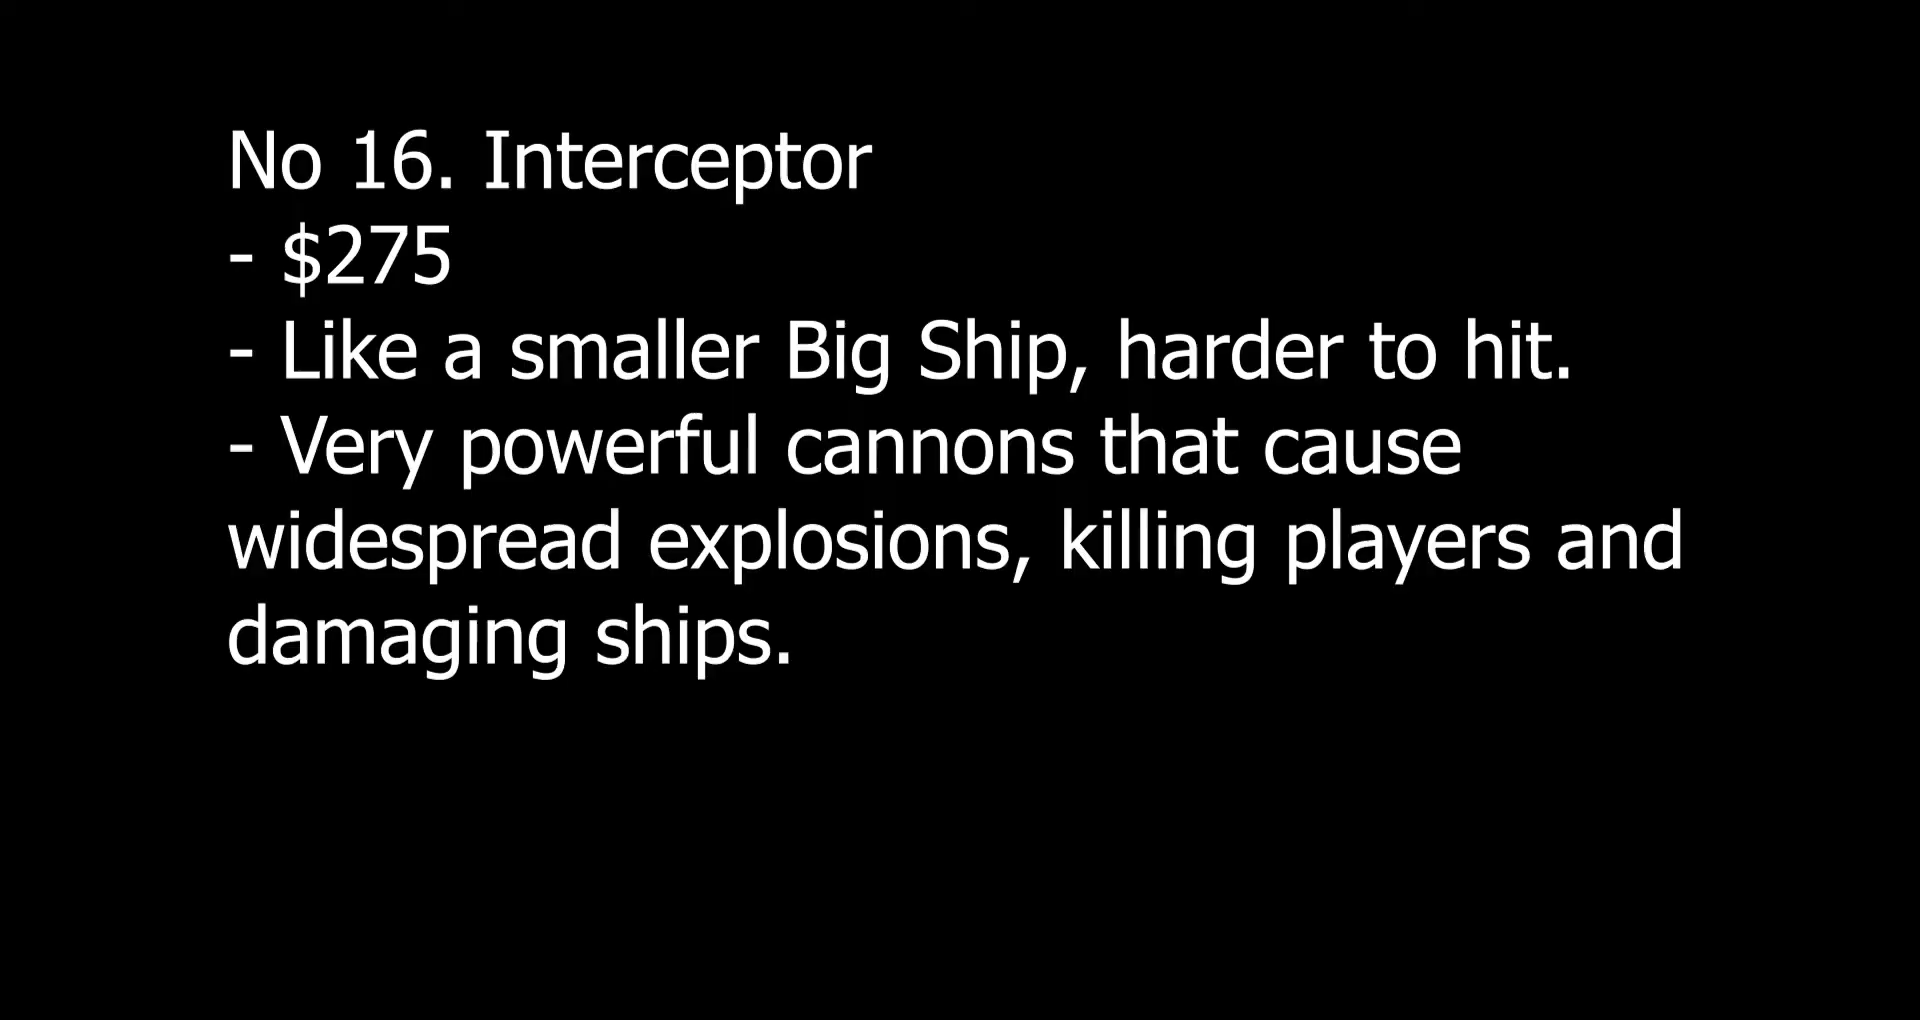 No 16. Interceptor
- $275
- Like a smaller Big Ship, harder to hit.
- Very powerful cannons that cause
widespread explosions, killing players and
damaging ships.